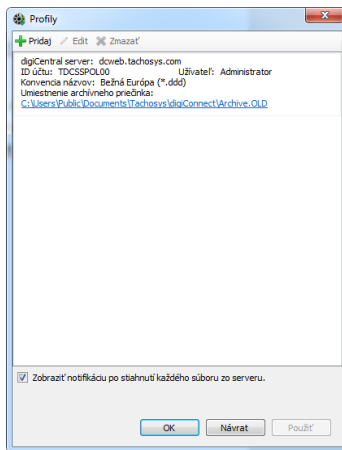 Profily
Pridaj Edit Zmazať
digiCentral server: dcweb.tachosys.com
ID účtu: TDCSSPOL00 Užívateľ: Administrator
Konvencia názvov: Bežná Európa (*.ddd)
Umiestnenie archívneho priečinka:
C:\Users\Public\Documents\Tachosys\digiConnect\Archive.OLD
Zobraziť notifikáciu po stiahnutí každého súboru zo serveru.
OK Návrat Použiť